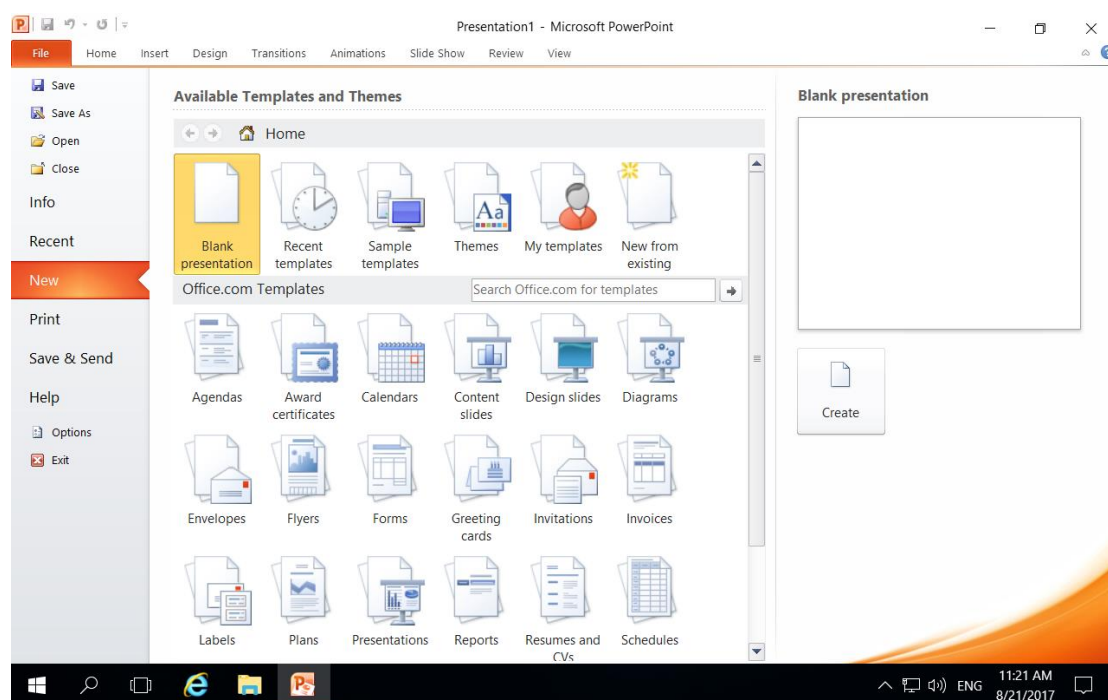 Presentation1 - Microsoft PowerPoint
File Home Insert Design Transitions Animations Slide Show Review View
Save
Save As
Open
Close
Info
Recent
New
Print
Save & Send
Help
Options
Exit
Available Templates and Themes
Home
Blank presentation
Recent templates
Sample templates
Themes
My templates
New from existing
Office.com Templates
Search Office.com for templates
Agendas
Award certificates
Calendars
Content slides
Design slides
Diagrams
Envelopes
Flyers
Forms
Greeting cards
Invitations
Invoices
Labels
Plans
Presentations
Reports
Resumes and CVs
Schedules
Blank presentation
Create
ENG
11:21 AM
8/21/2017